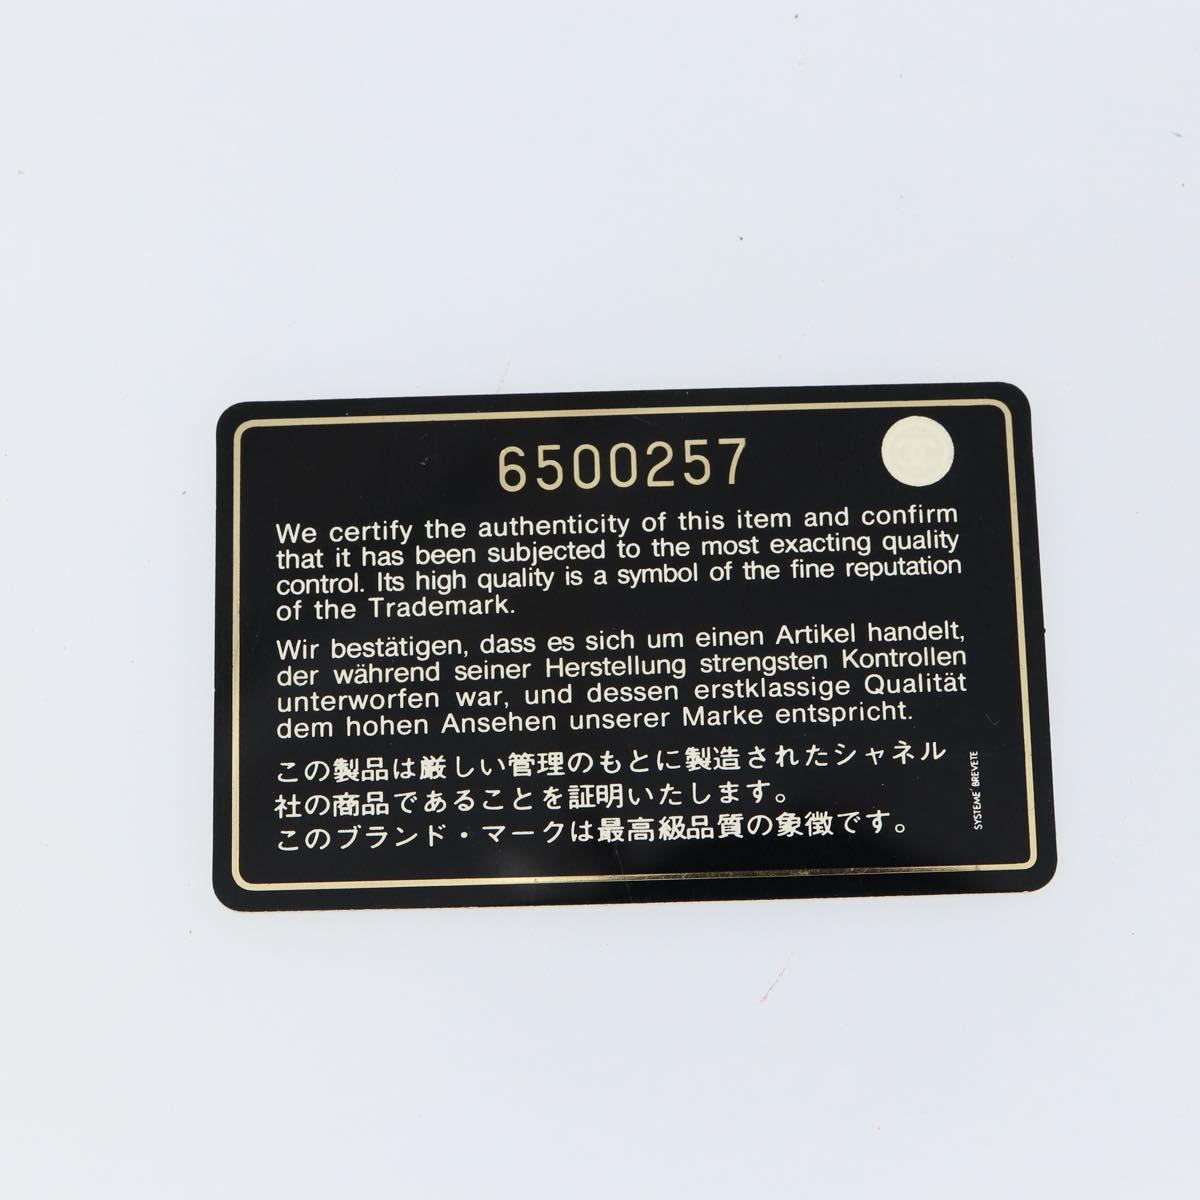 6500257
We certify the authenticity of this item and confirm
that it has been subjected to the most exacting quality
control. Its high quality is a symbol of the fine reputation
of the Trademark.
Wir bestätigen, dass es sich um einen Artikel handelt,
der während seiner Herstellung strengsten Kontrollen
unterworfen war, und dessen erstklassige Qualität
dem hohen Ansehen unserer Marke entspricht.
この製品は厳しい管理のもとに製造されたシャネル
社の商品であることを証明いたします。
このブランド・マークは最高級品質の象徴です。
SYSTEME BREVETE